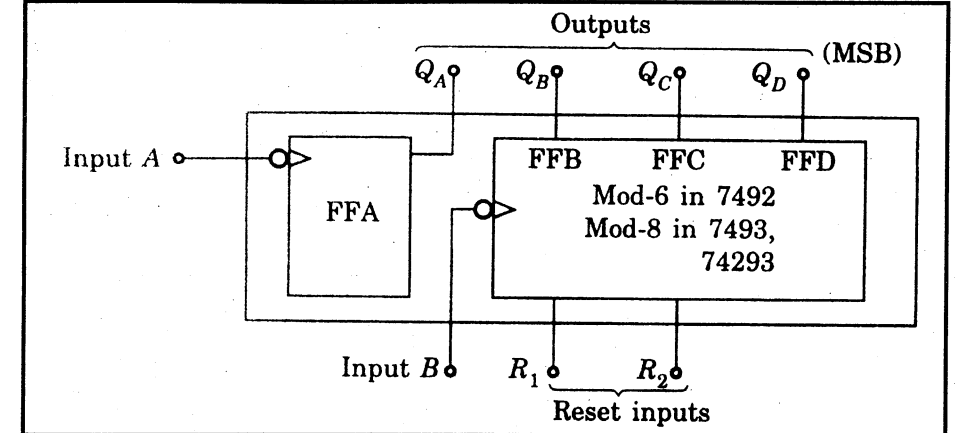 Outputs
(MSB)
Q_A Q_B Q_C Q_D
Input A
FFA
FFB FFC FFD
Mod-6 in 7492
Mod-8 in 7493,
74293
Input B
R_1 R_2
Reset inputs